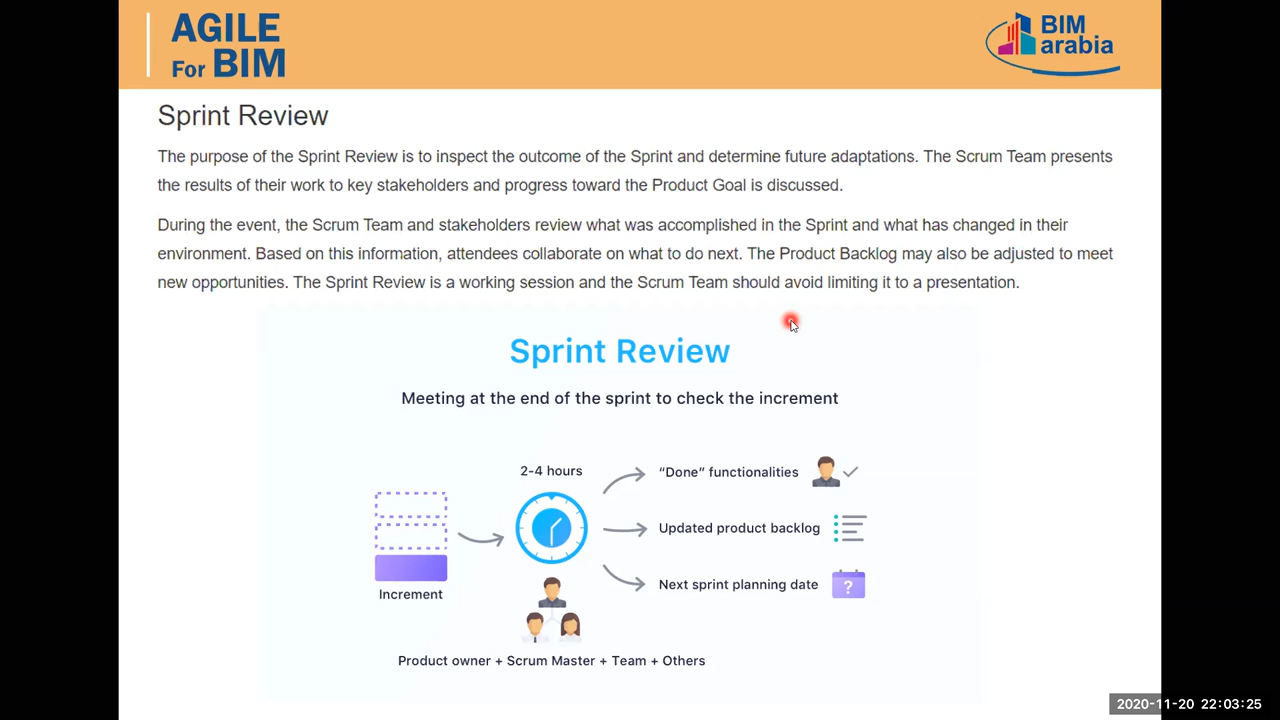 AGILE
For BIM
BIM
arabia
Sprint Review
The purpose of the Sprint Review is to inspect the outcome of the Sprint and determine future adaptations. The Scrum Team presents
the results of their work to key stakeholders and progress toward the Product Goal is discussed.
During the event, the Scrum Team and stakeholders review what was accomplished in the Sprint and what has changed in their
environment. Based on this information, attendees collaborate on what to do next. The Product Backlog may also be adjusted to meet
new opportunities. The Sprint Review is a working session and the Scrum Team should avoid limiting it to a presentation.
Sprint Review
Meeting at the end of the sprint to check the increment
2-4 hours
“Done” functionalities
Updated product backlog
Next sprint planning date
?
Increment
Product owner + Scrum Master + Team + Others
2020-11-20 22:03:25